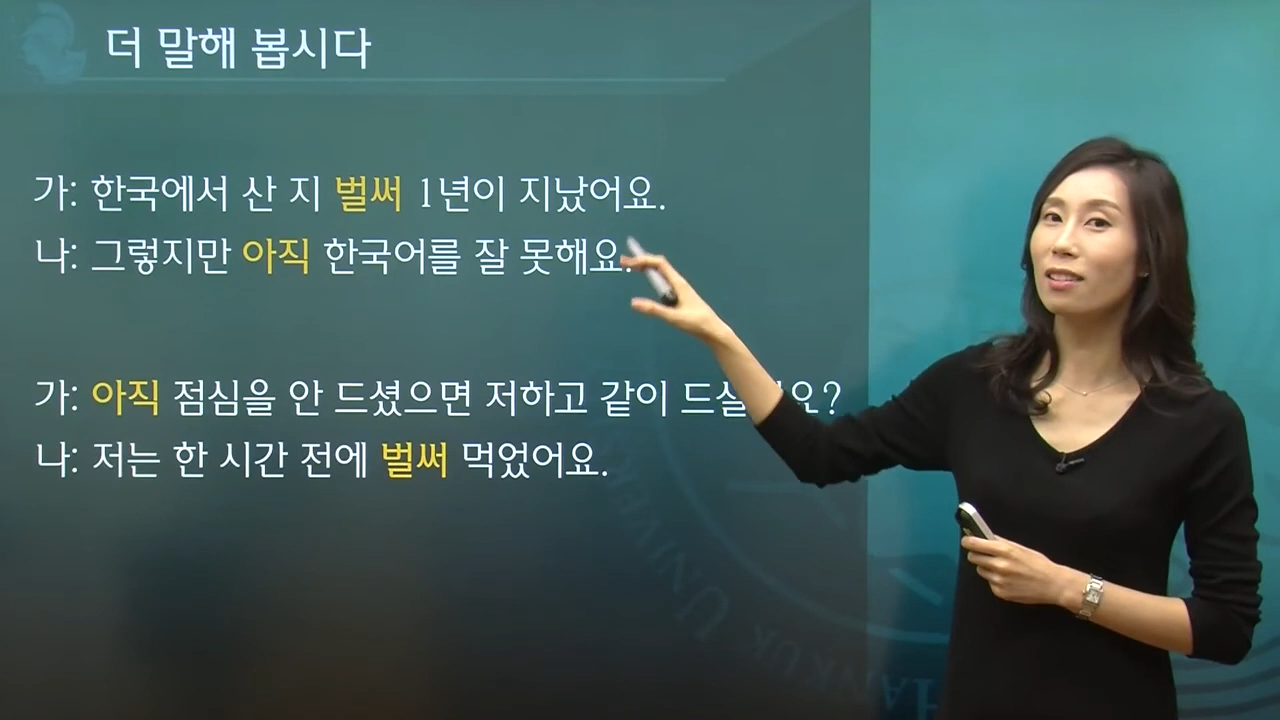 더 말해 봅시다
가: 한국에서 산 지 벌써 1년이 지났어요.
나: 그렇지만 아직 한국어를 잘 못해요.
가: 아직 점심을 안 드셨으면 저하고 같이
나: 저는 한 시간 전에 벌써 먹었어요.
HANKUK UNIVER